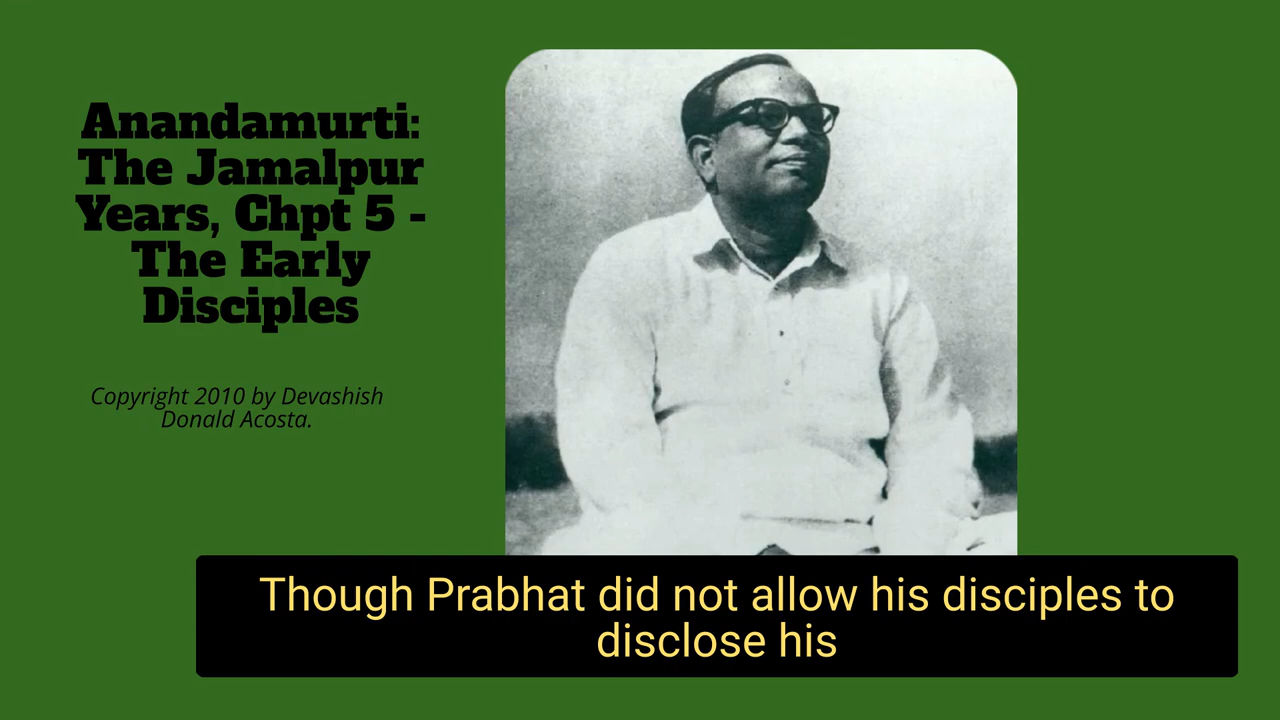 Anandamurti:
The Jamalpur
Years, Chpt 5 -
The Early
Disciples
Copyright 2010 by Devashish
Donald Acosta.
Though Prabhat did not allow his disciples to
disclose his